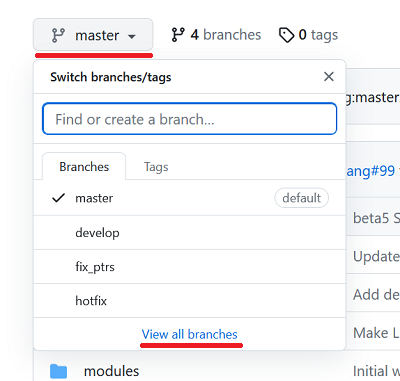 master 4 branches 0 tags
Switch branches/tags
g:master
Find or create a branch...
Branches Tags
ang#99
master default
beta5 S
develop
Update
fix_ptrs
Add de
hotfix
Make L
View all branches
modules Initial w